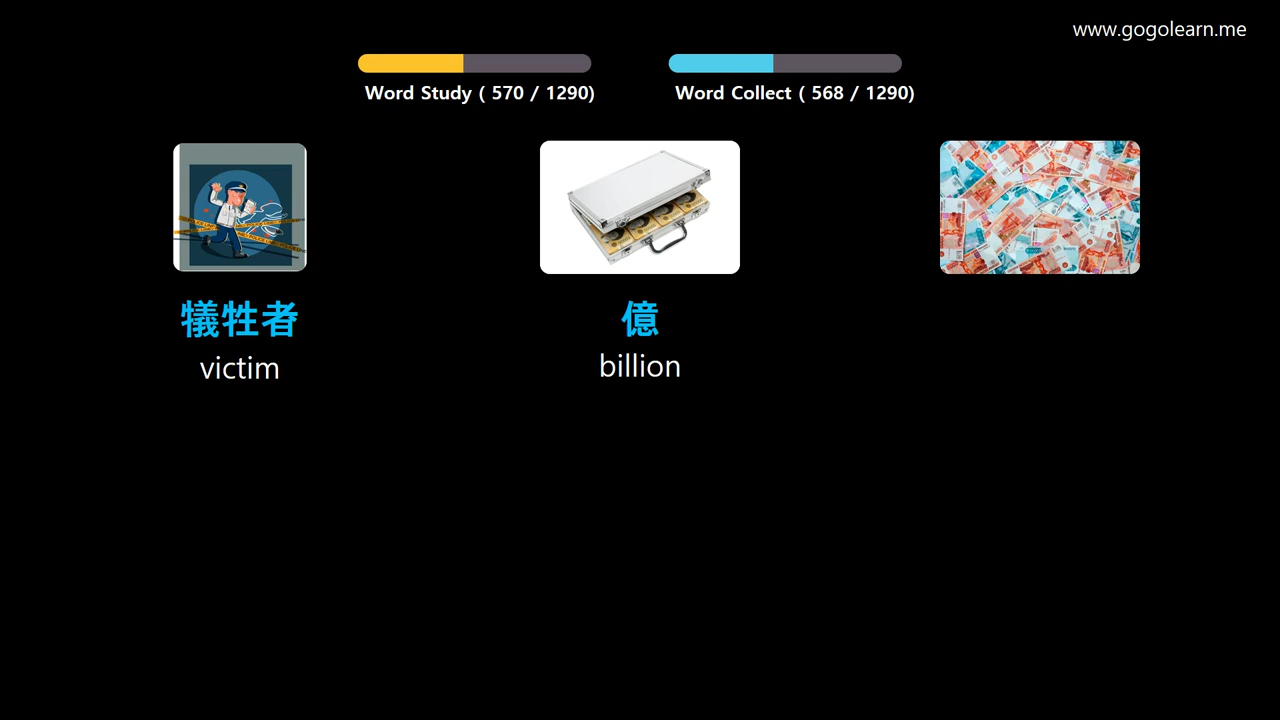 www.gogolearn.me
Word Study ( 570 / 1290)
Word Collect ( 568 / 1290)
犠牲者
victim
億
billion